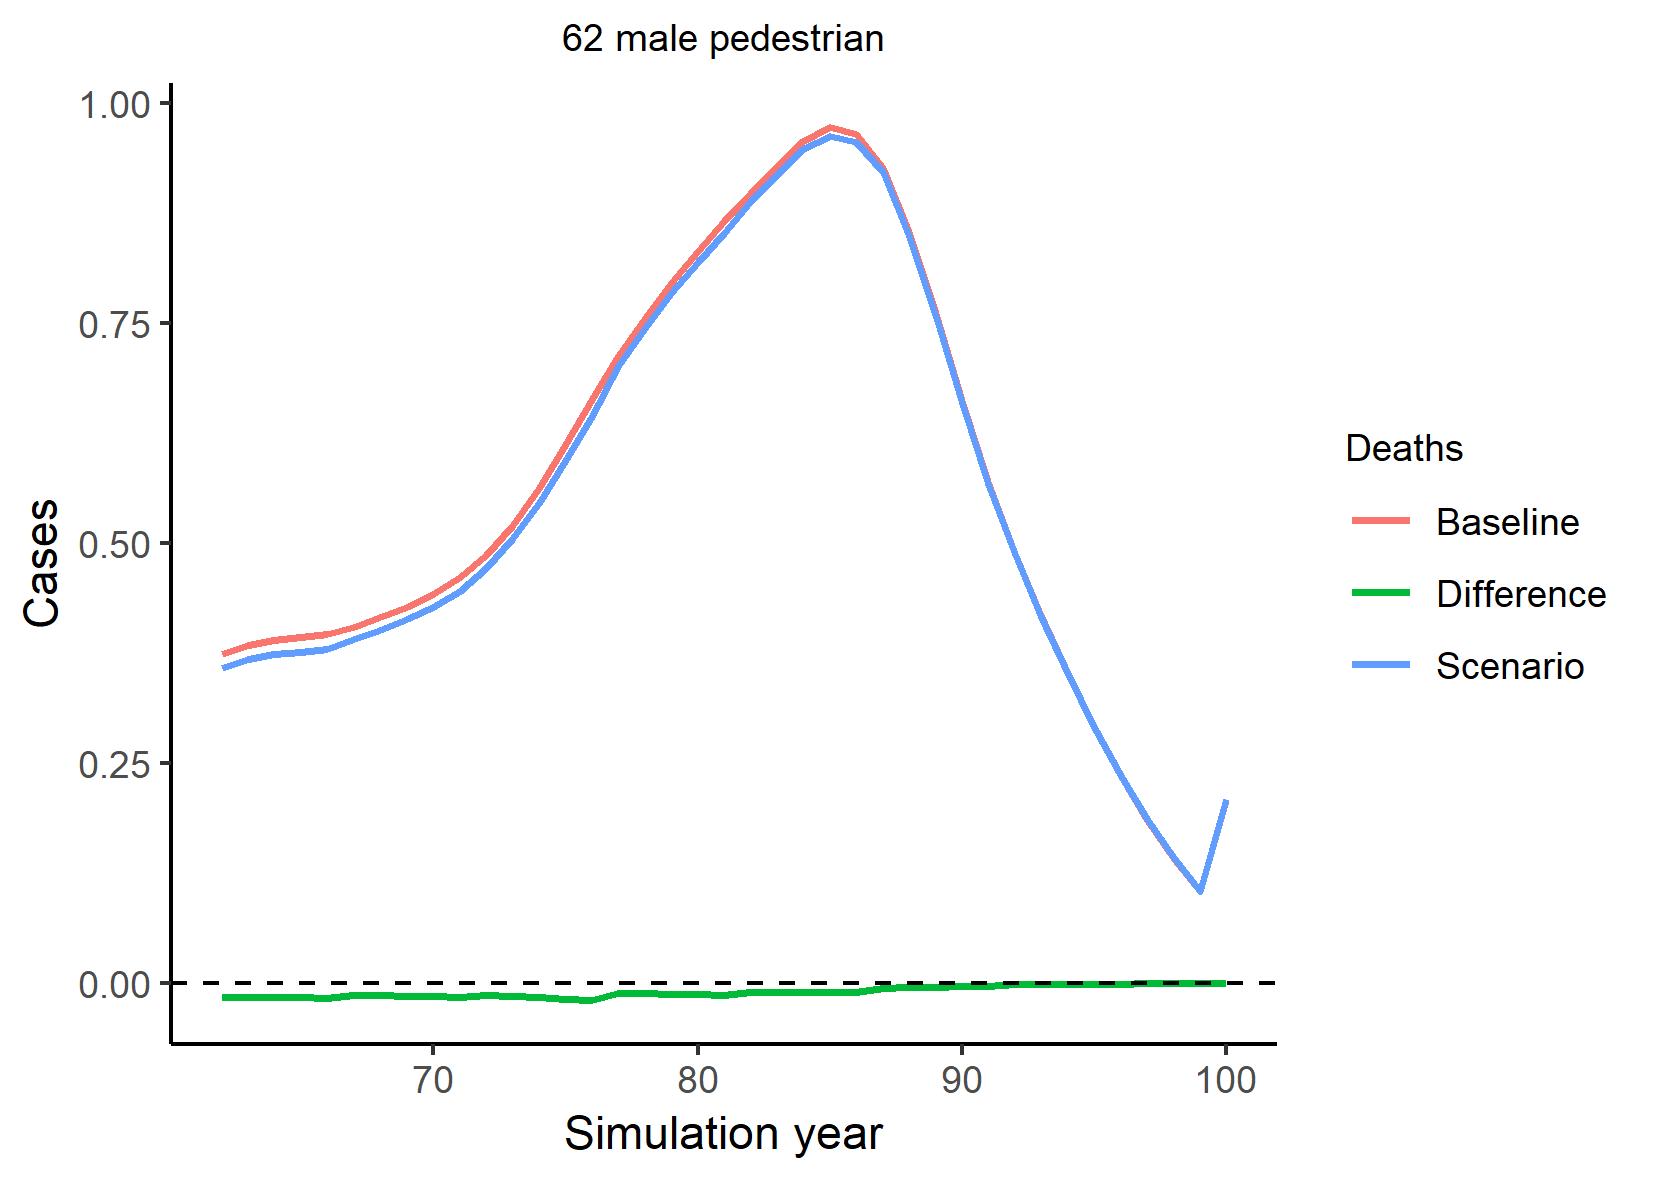 62 male pedestrian
1.00
0.75
0.50
0.25
0.00
Cases
70 80 90 100
Simulation year
Deaths
Baseline
Difference
Scenario